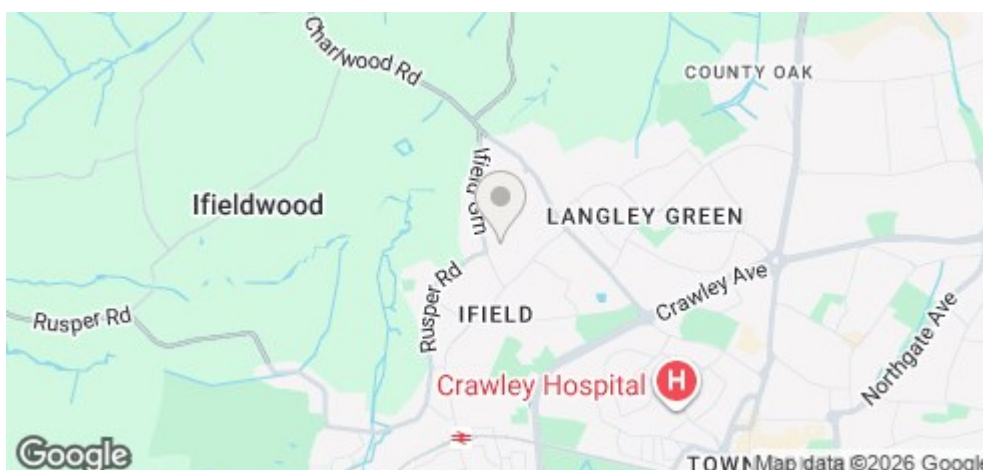 Charlwood Rd
COUNTY OAK
Ifield Grn
Ifieldwood
LANGLEY GREEN
Rusper Rd
Crawley Ave
Rusper Rd
IFIELD
Northgate Ave
Crawley Hospital
H
Google
TOWN
Map data ©2026 Google